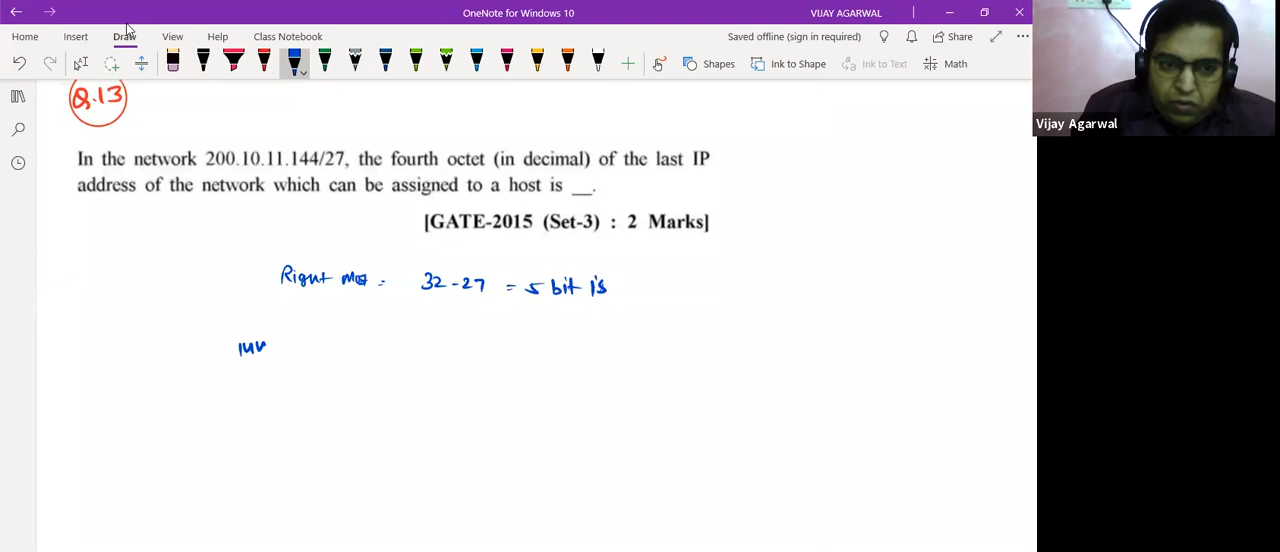 OneNote for Windows 10
VIJAY AGARWAL
Home Insert Draw View Help Class Notebook
Saved offline (sign in required) Share
Shapes Ink to Shape Ink to Text Math
Q.13
In the network 200.10.11.144/27, the fourth octet (in decimal) of the last IP
address of the network which can be assigned to a host is __.
[GATE-2015 (Set-3) : 2 Marks]
Right = 32-27 = 5 bit 1's
144
Vijay Agarwal